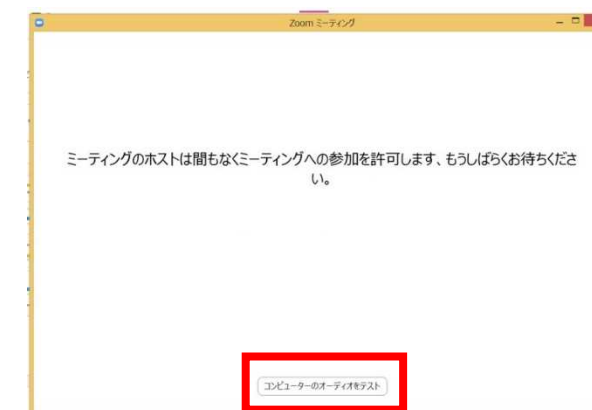 Zoom ミーティング
ミーティングのホストは間もなくミーティングへの参加を許可します、もうしばらくお待ちくださ
い。
コンピューターのオーディオをテスト